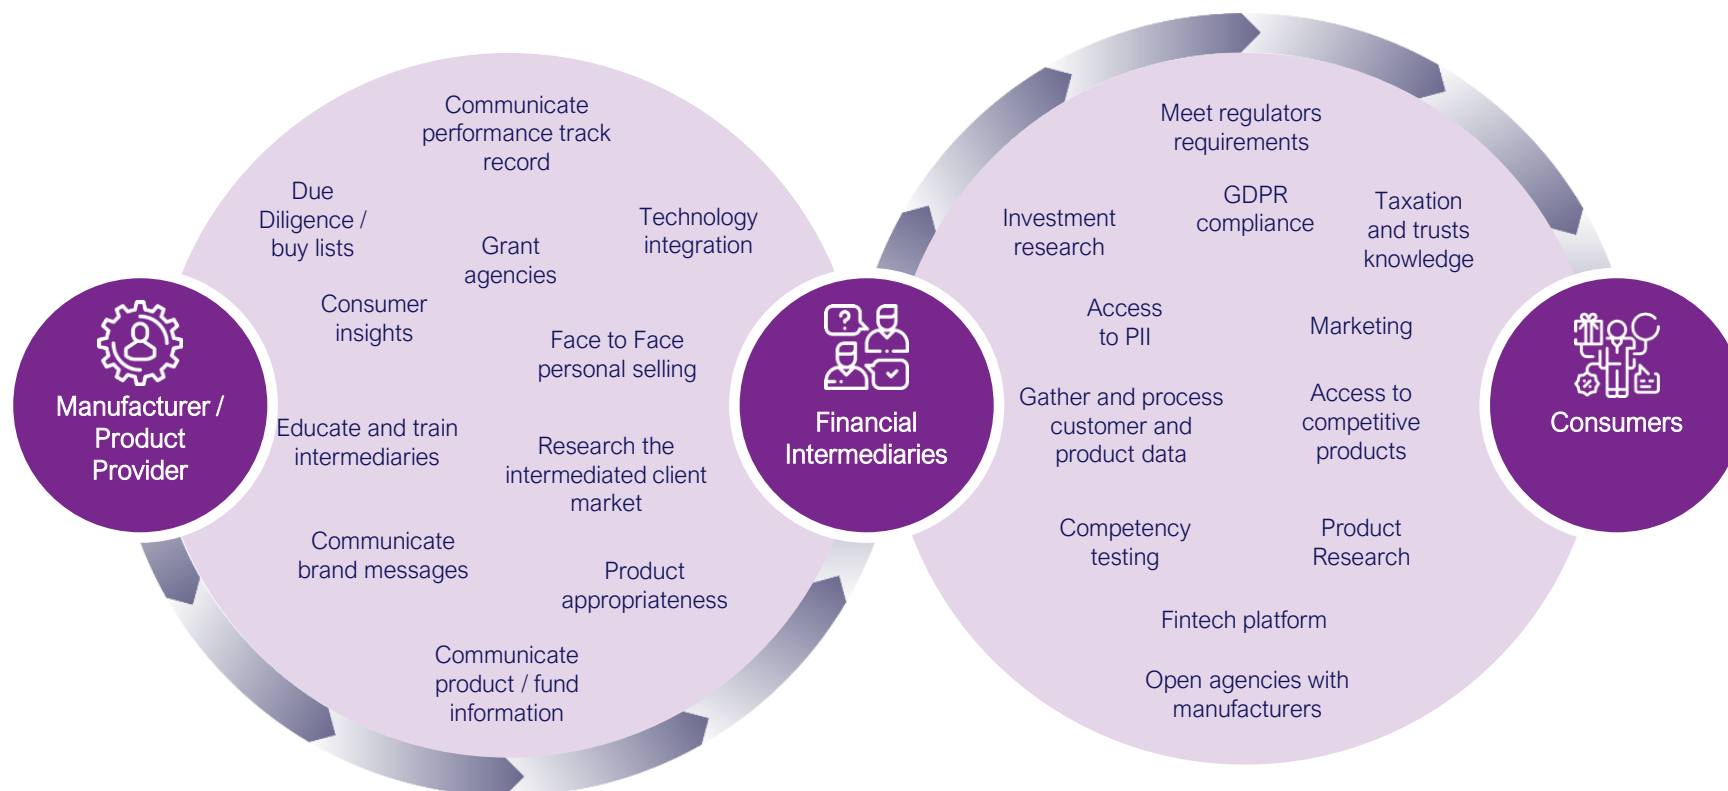 Communicate
performance track
record
Due
Diligence /
buy lists
Grant
agencies
Technology
integration
Consumer
insights
Face to Face
personal selling
Manufacturer /
Product
Provider
Educate and train
intermediaries
Research the
intermediated client
market
Communicate
brand messages
Product
appropriateness
Communicate
product / fund
information
Financial
Intermediaries
Meet regulators
requirements
Investment
research
GDPR
compliance
Taxation
and trusts
knowledge
Access
to PII
Marketing
Gather and process
customer and
product data
Access to
competitive
products
Competency
testing
Product
Research
Fintech platform
Open agencies with
manufacturers
Consumers
?